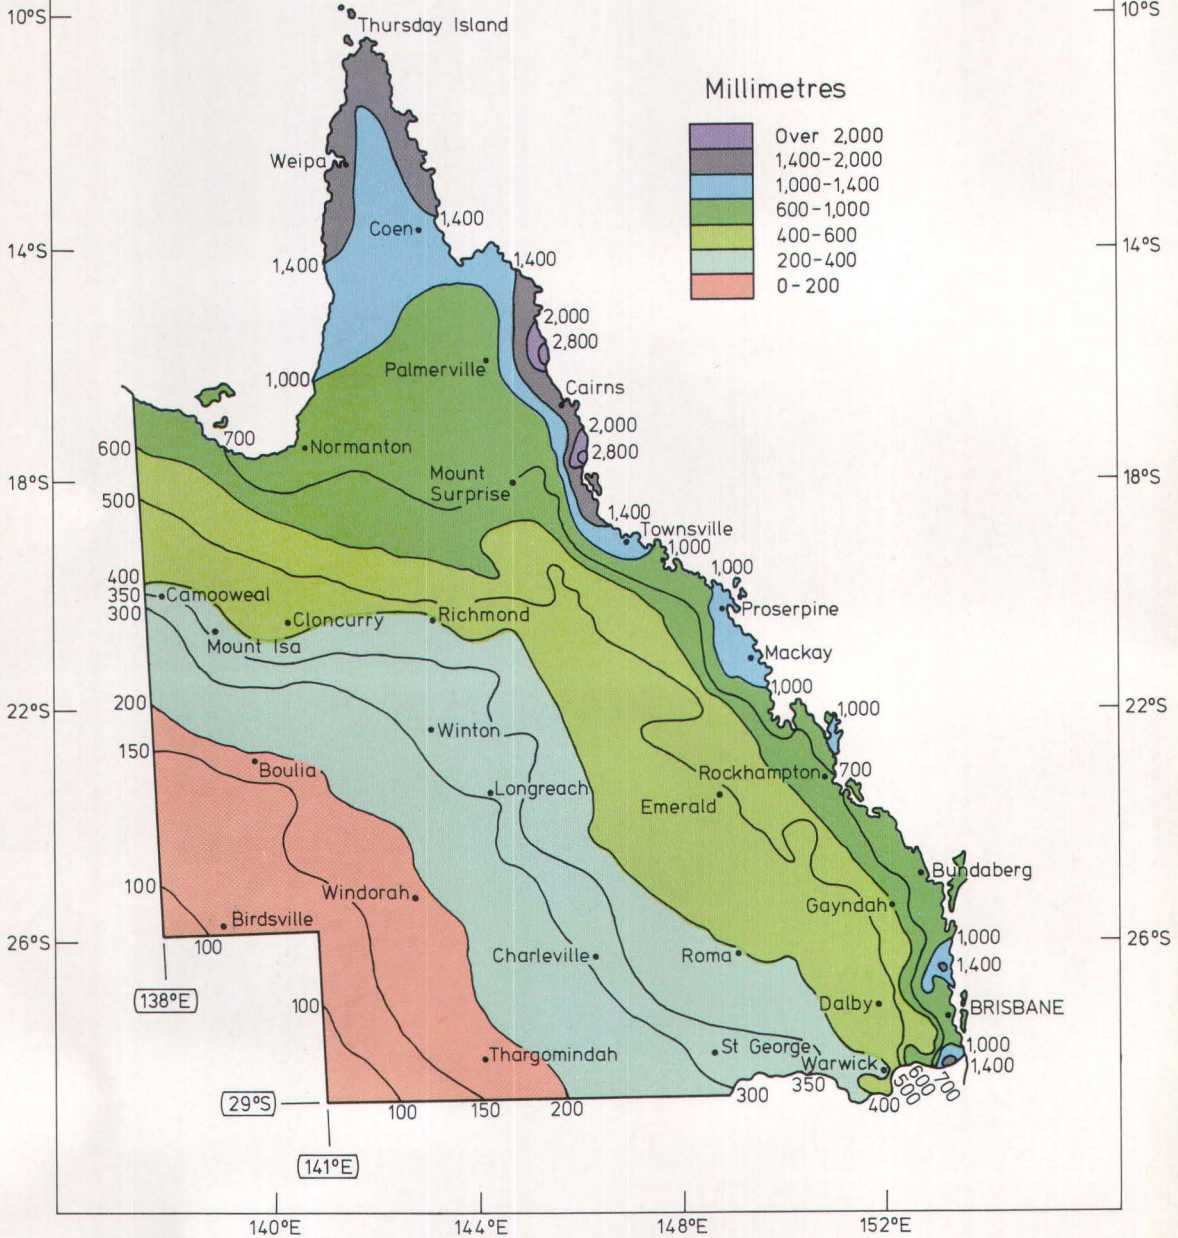 10°S
10°S
Thursday Island
Millimetres
Over 2,000
1,400-2,000
1,000-1,400
600-1,000
400-600
200-400
0-200
Weipa
1,400
Coen
14°S
14°S
1,400
1,400
2,000
2,800
Palmerville
1,000
Cairns
2,000
2,800
700
Normanton
600
Mount
Surprise
18°S
18°S
500
1,400
Townsville
1,000
1,000
400
350
300
Camooweal
Cloncurry
Richmond
Proserpine
Mount Isa
Mackay
1,000
200
22°S
22°S
1,000
Winton
150
Boulia
Rockhampton
700
Longreach
Emerald
Bundaberg
100
Windorah
Gayndah
Birdsville
100
26°S
26°S
1,000
1,400
Charleville
Roma
(138°E)
100
Dalby
BRISBANE
St George
1,000
1,400
Thargomindah
Warwick
(29°S)
100
150
200
300
350
400
500
600
700
(141°E)
140°E
144°E
148°E
152°E